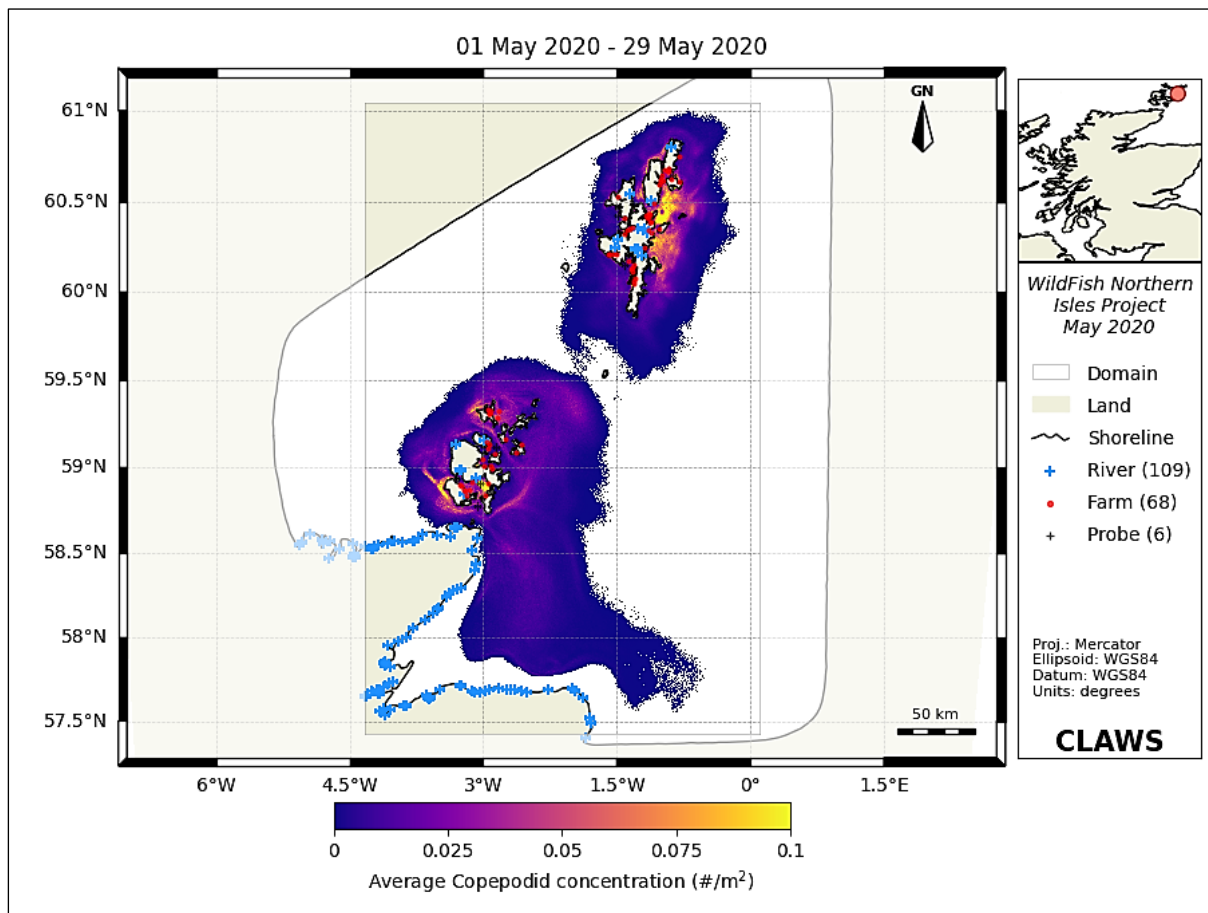 01 May 2020 - 29 May 2020
61°N
60.5°N
60°N
59.5°N
59°N
58.5°N
58°N
57.5°N
6°W
4.5°W
3°W
1.5°W
0°
1.5°E
GN
50 km
0
0.025
0.05
0.075
0.1
Average Copepodid concentration (#/m²)
WildFish Northern
Isles Project
May 2020
Domain
Land
Shoreline
River (109)
Farm (68)
Probe (6)
Proj.: Mercator
Ellipsoid: WGS84
Datum: WGS84
Units: degrees
CLAWS